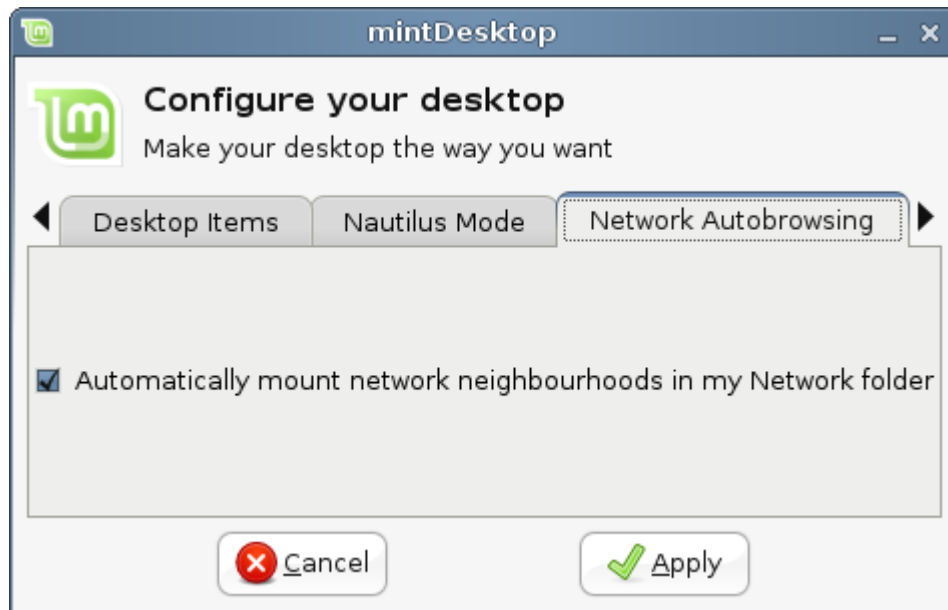 mintDesktop
Configure your desktop
Make your desktop the way you want
Desktop Items Nautilus Mode Network Autobrowsing
Automatically mount network neighbourhoods in my Network folder
Cancel Apply